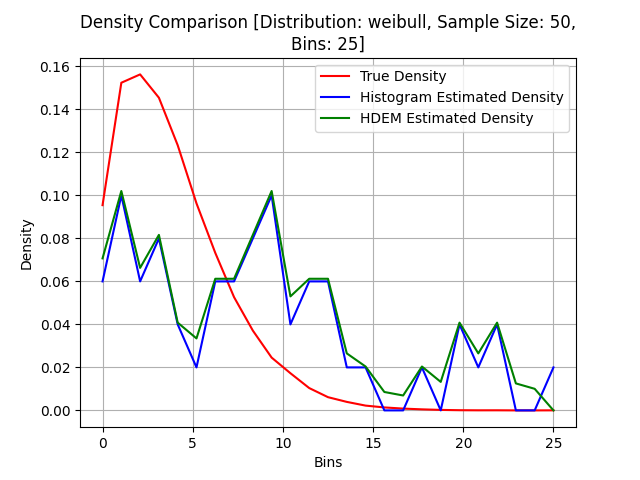 Density Comparison [Distribution: weibull, Sample Size: 50,
Bins: 25]
True Density
Histogram Estimated Density
HDEM Estimated Density
Density
0.16
0.14
0.12
0.10
0.08
0.06
0.04
0.02
0.00
0 5 10 15 20 25
Bins